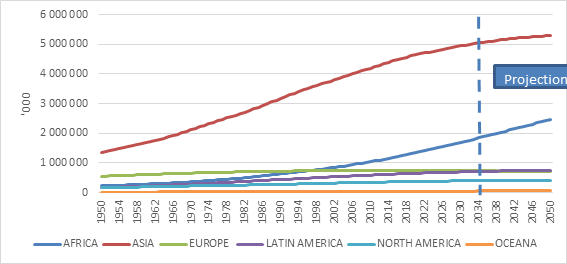 6 000 000
5 000 000
4 000 000
3 000 000
2 000 000
1 000 000
0
'000
Projection
1950 1954 1958 1962 1966 1970 1974 1978 1982 1986 1990 1994 1998 2002 2006 2010 2014 2018 2022 2026 2030 2034 2038 2042 2046 2050
AFRICA ASIA EUROPE LATIN AMERICA NORTH AMERICA OCEANA